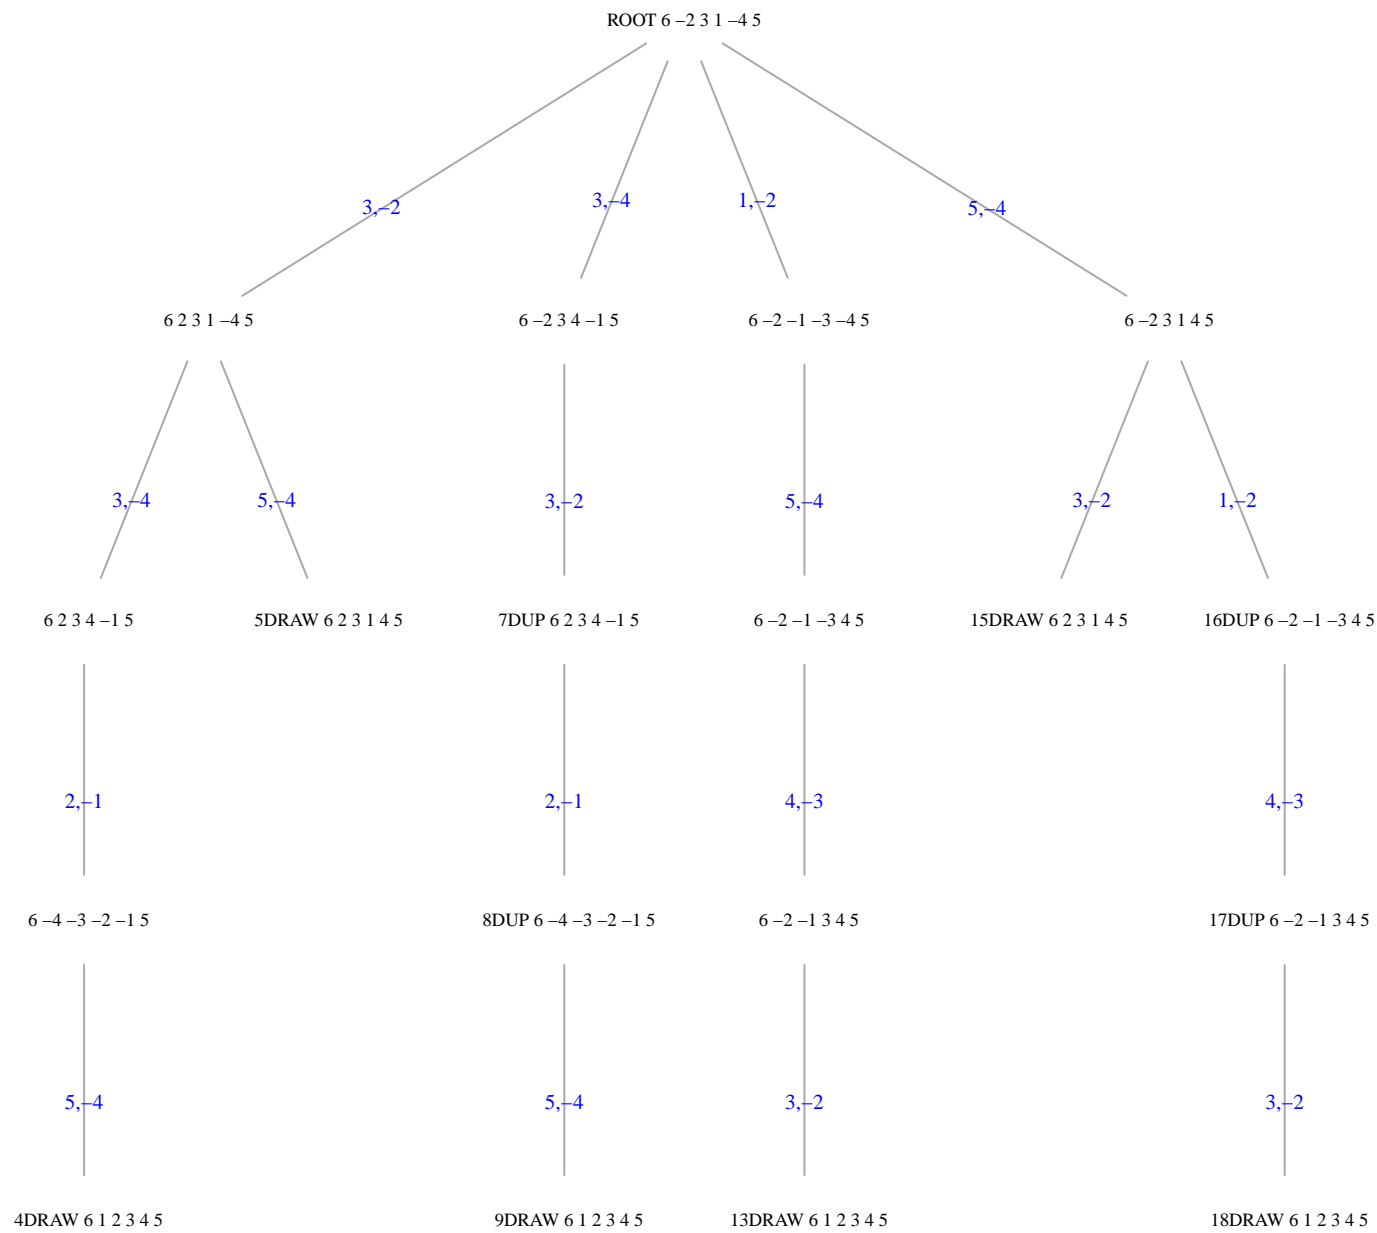 ROOT 6 –2 3 1 –4 5
3,–2
3,–4
1,–2
5,–4
6 2 3 1 –4 5
6 –2 3 4 –1 5
6 –2 –1 –3 –4 5
6 –2 3 1 4 5
3,–4
5,–4
3,–2
5,–4
3,–2
1,–2
6 2 3 4 –1 5
5DRAW 6 2 3 1 4 5
7DUP 6 2 3 4 –1 5
6 –2 –1 –3 4 5
15DRAW 6 2 3 1 4 5
16DUP 6 –2 –1 –3 4 5
2,–1
2,–1
4,–3
4,–3
6 –4 –3 –2 –1 5
8DUP 6 –4 –3 –2 –1 5
6 –2 –1 3 4 5
17DUP 6 –2 –1 3 4 5
5,–4
5,–4
3,–2
3,–2
4DRAW 6 1 2 3 4 5
9DRAW 6 1 2 3 4 5
13DRAW 6 1 2 3 4 5
18DRAW 6 1 2 3 4 5